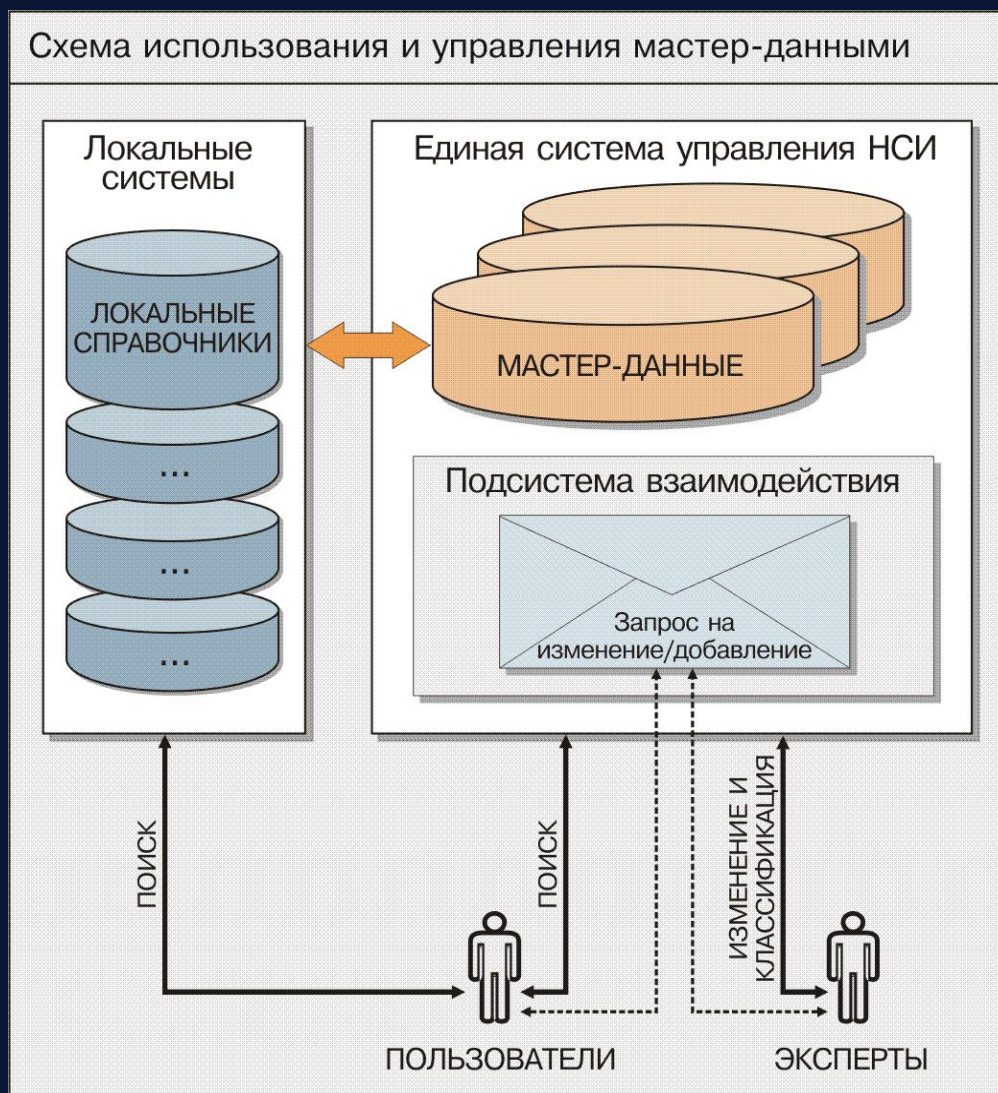 Схема использования и управления мастер-данными
Локальные
системы
ЛОКАЛЬНЫЕ
СПРАВОЧНИКИ
...
...
...
Единая система управления НСИ
МАСТЕР-ДАННЫЕ
Подсистема взаимодействия
Запрос на
изменение/добавление
ПОИСК
ПОИСК
ИЗМЕНЕНИЕ И
КЛАССИФИКАЦИЯ
ПОЛЬЗОВАТЕЛИ
ЭКСПЕРТЫ